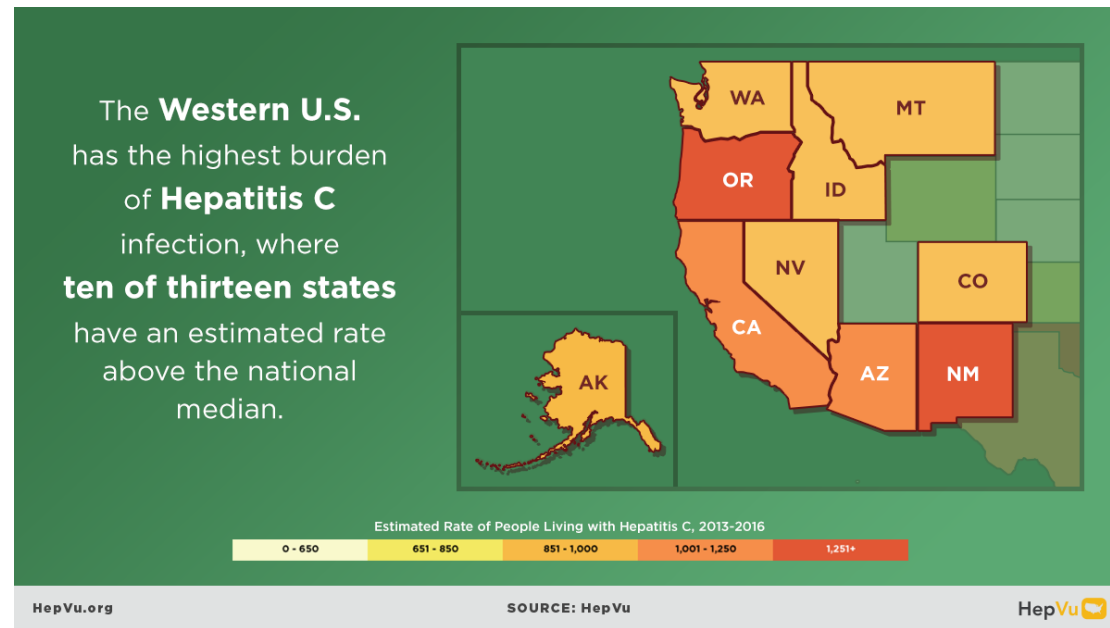 The Western U.S.
has the highest burden
of Hepatitis C
infection, where
ten of thirteen states
have an estimated rate
above the national
median.
WA
MT
OR
ID
NV
CO
CA
AZ
NM
AK
Estimated Rate of People Living with Hepatitis C, 2013-2016
0 - 650
651 - 850
851 - 1,000
1,001 - 1,250
1,251+
HepVu.org
SOURCE: HepVu
HepVu